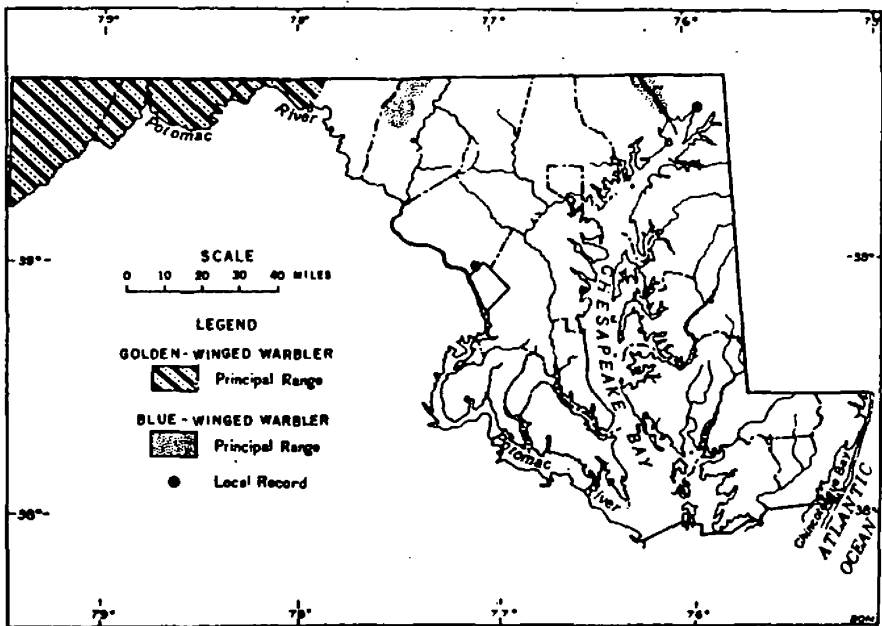 79° 78° 77° 76° 75°
Potomac
River
39° 39°
SCALE
0 10 20 30 40 MILES
LEGEND
GOLDEN-WINGED WARBLER
Principal Range
BLUE-WINGED WARBLER
Principal Range
Local Record
CHESAPEAKE
BAY
Potomac
River
Chincoteague Bay
ATLANTIC
OCEAN
38° 38°
79° 78° 77° 76°